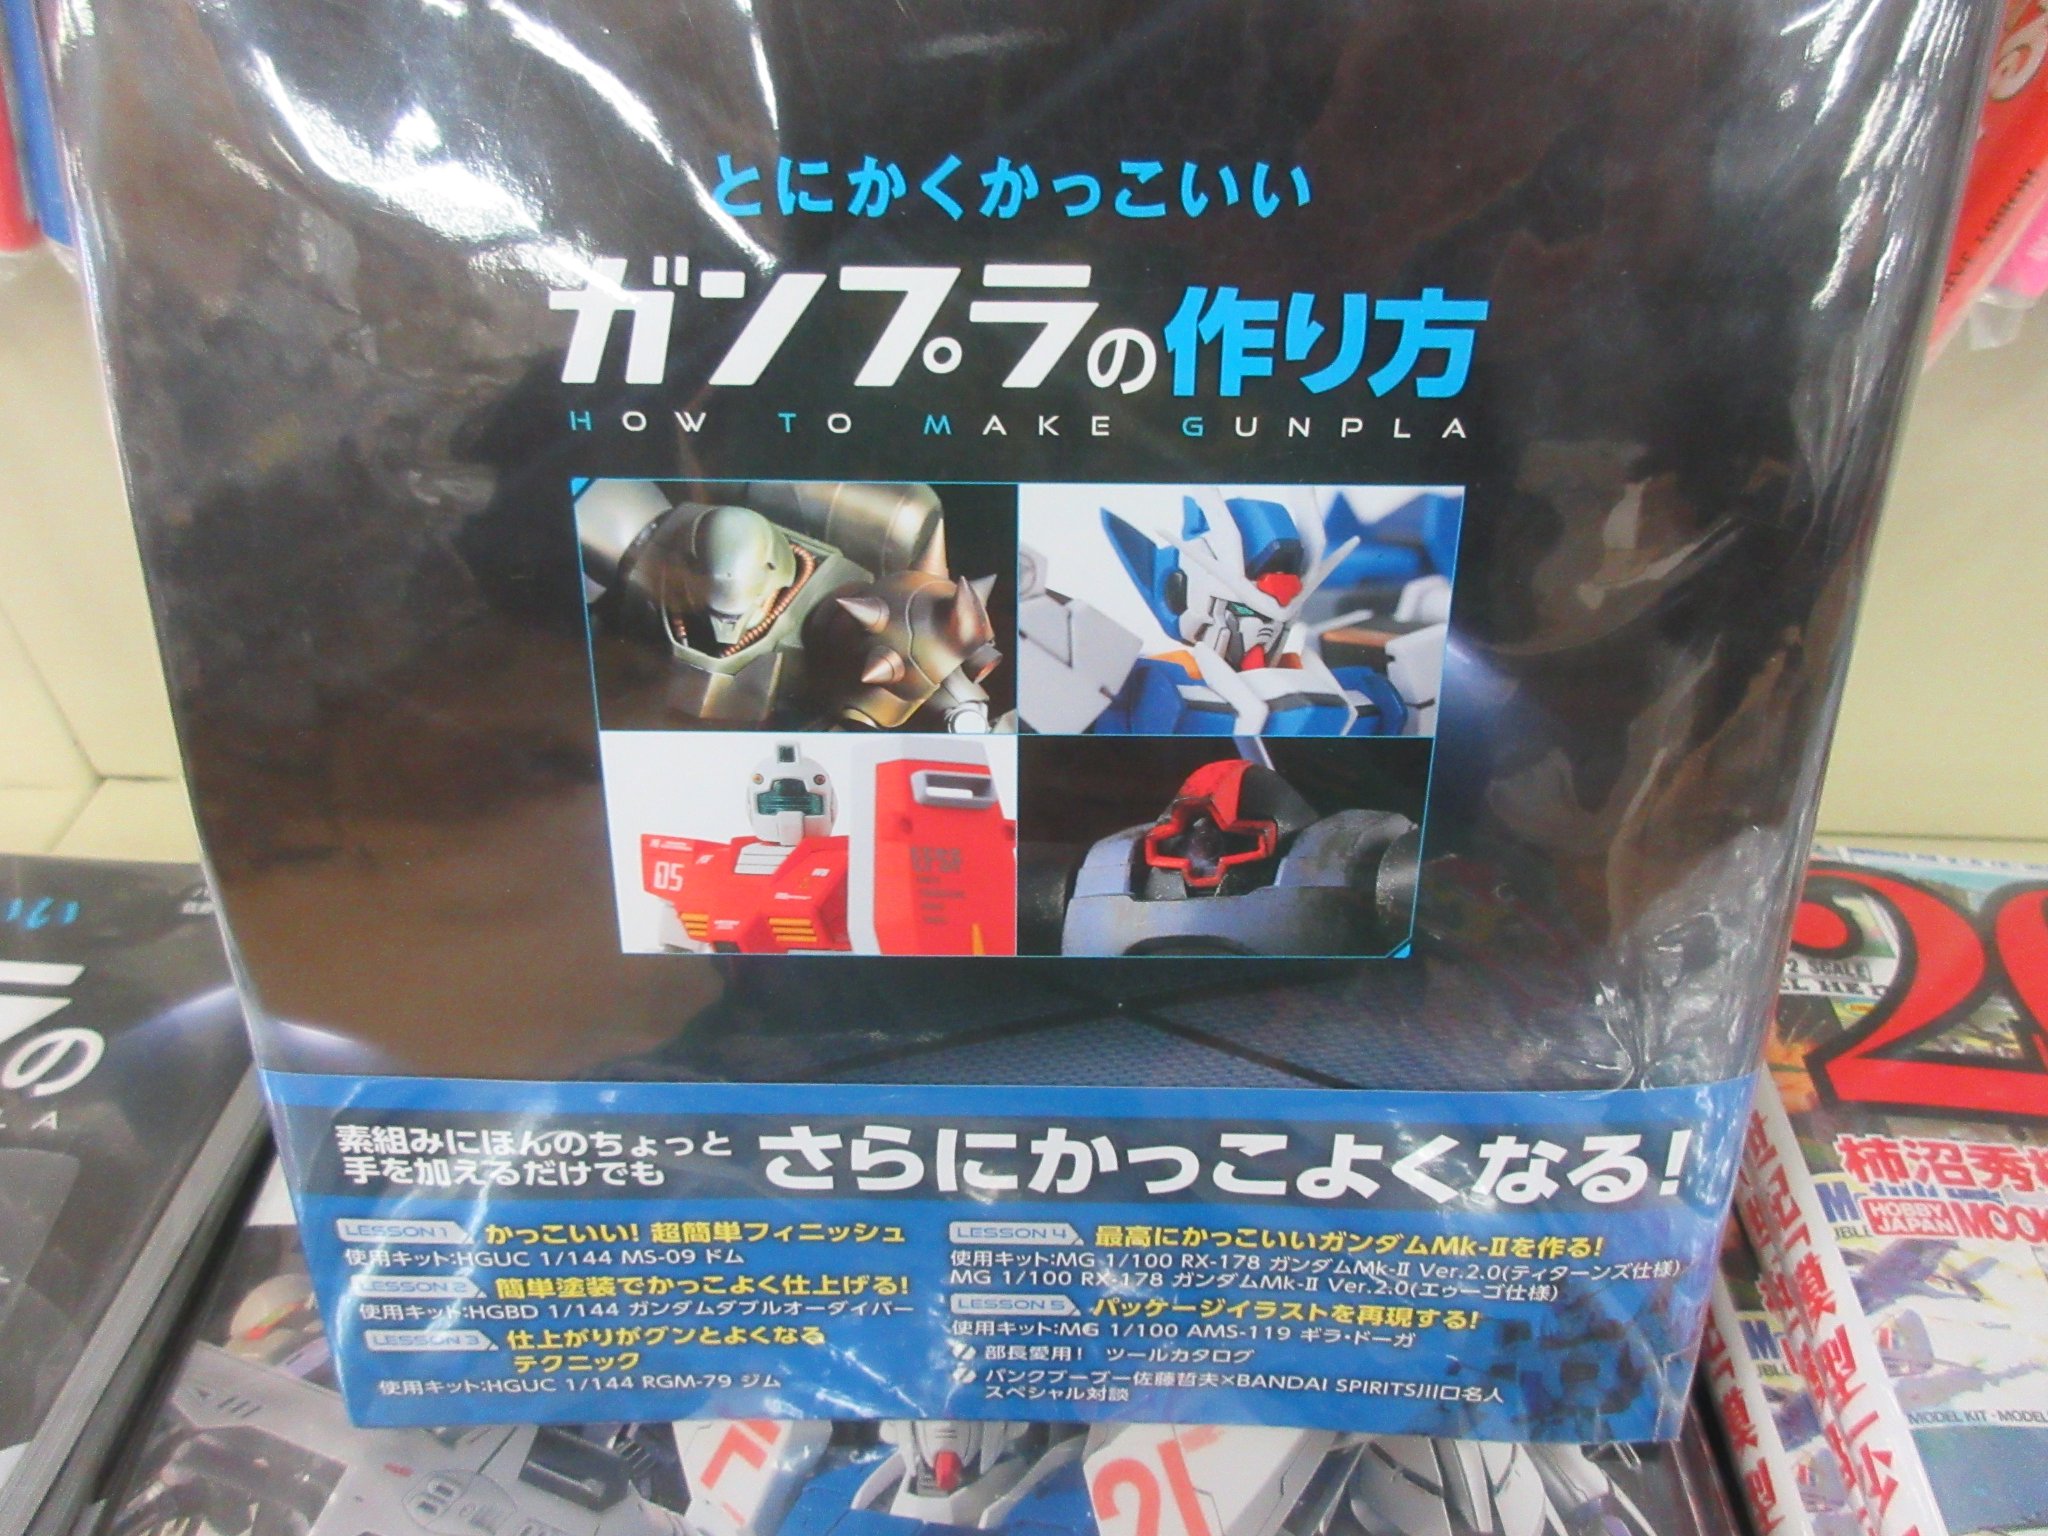 とにかくかっこいい
ガンプラの作り方
HOW TO MAKE GUNPLA
05
素組みにほんのちょっと
手を加えるだけでも
さらにかっこよくなる!
LESSON 1 かっこいい! 超簡単フィニッシュ
使用キット:HGUC 1/144 MS-09 ドム
LESSON 2 簡単塗装でかっこよく仕上げる!
使用キット:HGBD 1/144 ガンダムダブルオーダイバー
LESSON 3 仕上がりがグンとよくなる
テクニック
使用キット:HGUC 1/144 RGM-79 ジム
LESSON 4 最高にかっこいいガンダムMk-Ⅱを作る!
使用キット:MG 1/100 RX-178 ガンダムMk-Ⅱ Ver.2.0(ティターンズ仕様)
MG 1/100 RX-178 ガンダムMk-Ⅱ Ver.2.0(エゥーゴ仕様)
LESSON 5 パッケージイラストを再現する!
使用キット:MG 1/100 AMS-119 ギラ・ドーガ
部長愛用! ツールカタログ
パンクブーブー佐藤哲夫×BANDAI SPIRITS川口名人
スペシャル対談
の
2 SCALE
柿沼秀樹
HOBBY
JAPAN
MOOK
MODEL KIT・MODEL